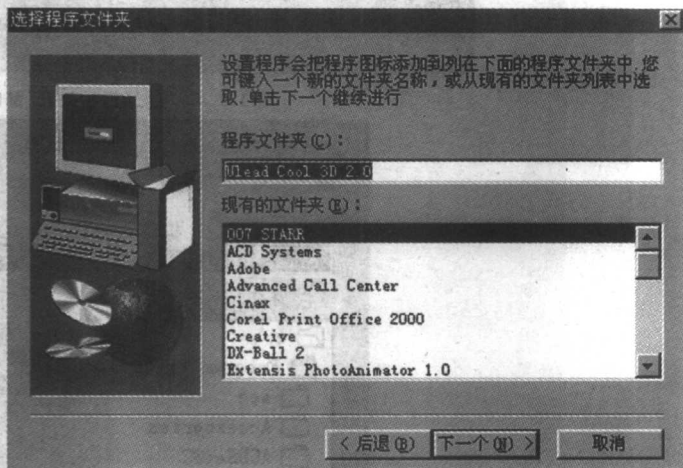 选择程序文件夹
设置程序会把程序图标添加到列在下面的程序文件夹中.您
可键入一个新的文件夹名称，或从现有的文件夹列表中选
取.单击下一个继续进行
程序文件夹(C)：
Ulead Cool 3D 2.0
现有的文件夹(E)：
007 STARR
ACD Systems
Adobe
Advanced Call Center
Cinax
Corel Print Office 2000
Creative
DX-Ball 2
Extensis PhotoAnimator 1.0
< 后退(B) 下一个(N) > 取消